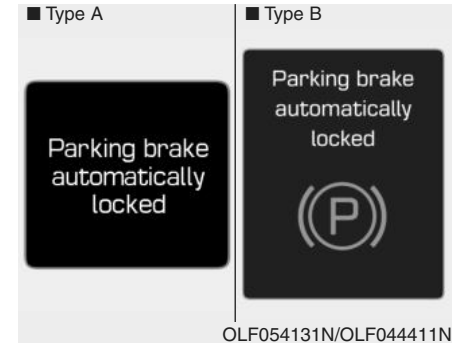 ■ Type A
Parking brake
automatically
locked
■ Type B
Parking brake
automatically
locked
P
OLF054131N/OLF044411N